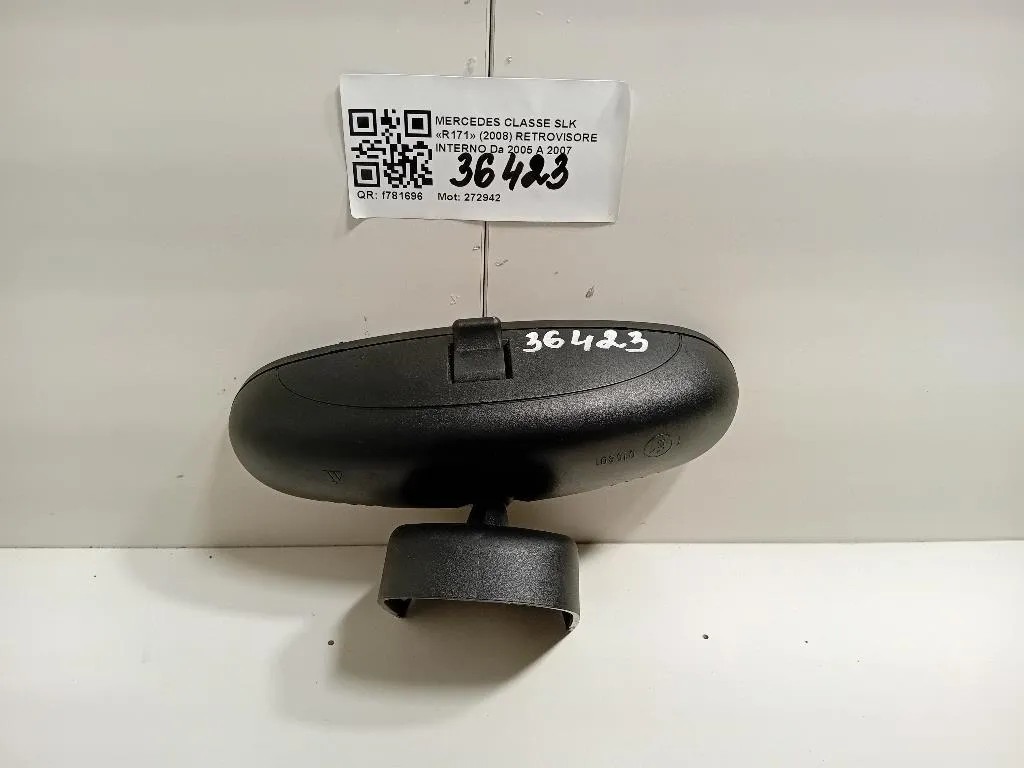 MERCEDES CLASSE SLK
«R171» (2008) RETROVISORE
INTERNO Da 2005 A 2007
36423
QR: f781696 Mot: 272942
36423